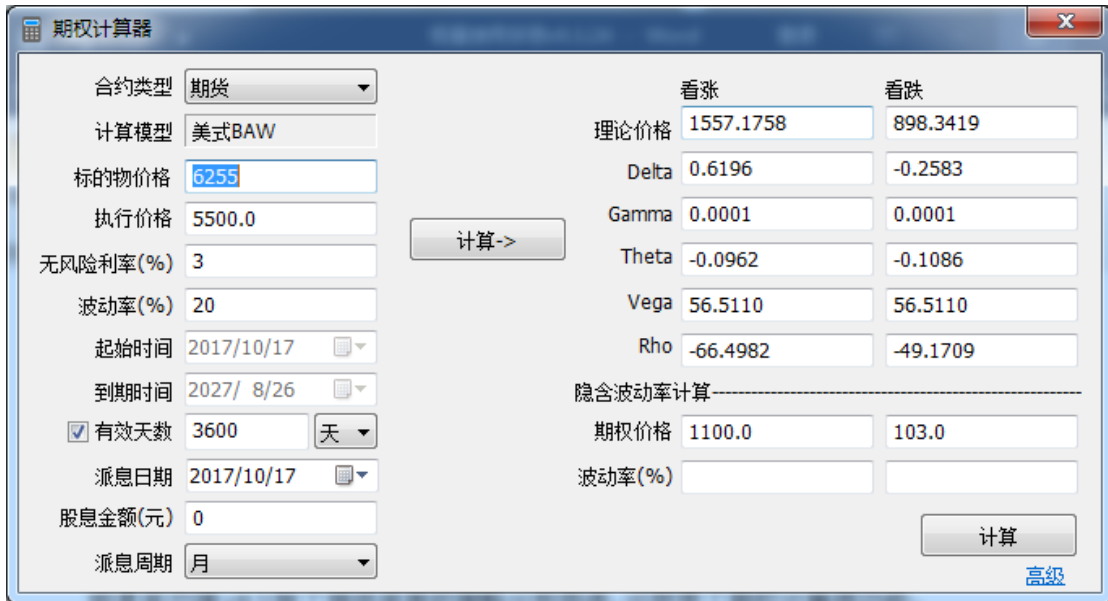 期权计算器
合约类型 期货
计算模型 美式BAW
标的物价格 6255
执行价格 5500.0
无风险利率(%) 3
波动率(%) 20
起始时间 2017/10/17
到期时间 2027/ 8/26
有效天数 3600 天
派息日期 2017/10/17
股息金额(元) 0
派息周期 月
计算->
看涨 看跌
理论价格 1557.1758 898.3419
Delta 0.6196 -0.2583
Gamma 0.0001 0.0001
Theta -0.0962 -0.1086
Vega 56.5110 56.5110
Rho -66.4982 -49.1709
隐含波动率计算--------------------------------------------------
期权价格 1100.0 103.0
波动率(%)
计算
高级